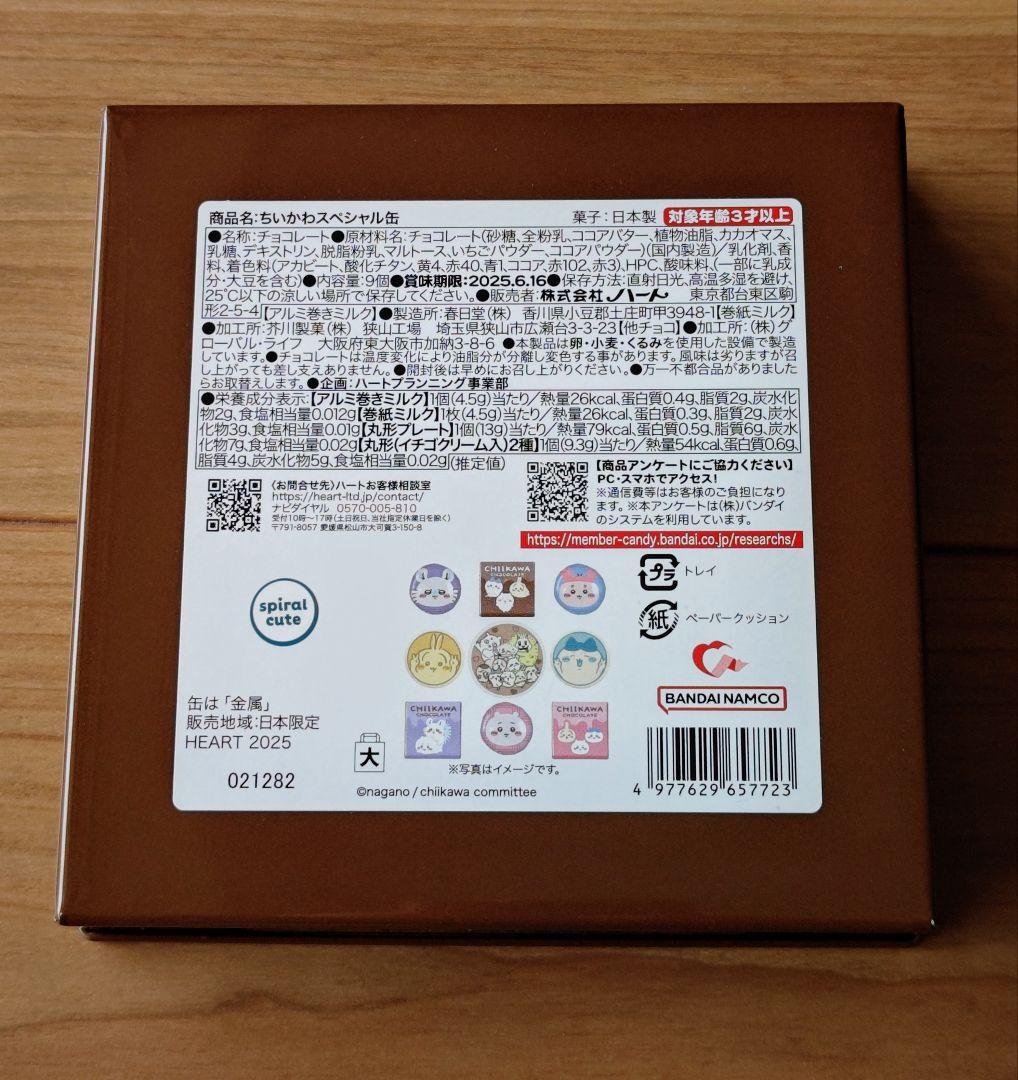 商品名:ちいかわスペシャル缶 菓子:日本製 対象年齢3才以上
●名称:チョコレート●原材料名:チョコレート(砂糖、全粉乳、ココアバター、植物油脂、カカオマス、
乳糖、デキストリン、脱脂粉乳、マルトース、いちごパウダー、ココアパウダー)(国内製造)/乳化剤、香
料、着色料(アカビート、酸化チタン、黄4、赤40、青1、ココア、赤102、赤3)、HPC、酸味料、(一部に乳成
分・大豆を含む)●内容量:9個●賞味期限:2025.6.16●保存方法:直射日光、高温多湿を避け、
25℃以下の涼しい場所で保存してください。●販売者:株式会社ハート 東京都台東区駒
形2-5-4【アルミ巻きミルク】●製造所:春日堂(株) 香川県小豆郡土庄町甲3948-1【巻紙ミルク】
●加工所:芥川製菓(株) 狭山工場 埼玉県狭山市広瀬台3-3-23【他チョコ】●加工所:(株)グ
ローバル・ライフ 大阪府東大阪市加納3-8-6 ●本製品は卵・小麦・くるみを使用した設備で製造
しています。●チョコレートは温度変化により油脂分が分離し変色する事があります。風味は劣りますが召
し上がっても差し支えありません。●開封後は早めにお召し上がりください。●万一不都合品がありました
らお取替えします。●企画:ハートプランニング事業部
●栄養成分表示:【アルミ巻きミルク】1個(4.5g)当たり/熱量26kcal、蛋白質0.4g、脂質2g、炭水化
物2g、食塩相当量0.012g【巻紙ミルク】1枚(4.5g)当たり/熱量26kcal、蛋白質0.3g、脂質2g、炭水
化物3g、食塩相当量0.01g【丸形プレート】1個(13g)当たり/熱量79kcal、蛋白質0.5g、脂質6g、炭水
化物7g、食塩相当量0.02g【丸形(イチゴクリーム入)2種】1個(9.3g)当たり/熱量54kcal、蛋白質0.6g、
脂質4g、炭水化物5g、食塩相当量0.02g(推定値)
〈お問合せ先〉ハートお客様相談室
https://heart-ltd.jp/contact/
ナビダイヤル 0570-005-810
受付10時〜17時(土日祝日、当社指定休業日を除く)
〒791-8057 愛媛県松山市大可賀3-150-8
【商品アンケートにご協力ください】
PC・スマホでアクセス!
※通信費等はお客様のご負担になり
ます。※本アンケートは(株)バンダイ
のシステムを利用しています。
https://member-candy.bandai.co.jp/researchs/
spiral
cute
CHIIKAWA
CHOCOLATE
CHIIKAWA
CHOCOLATE
CHIIKAWA
CHOCOLATE
プラ トレイ
紙 ペーパークッション
BANDAI NAMCO
缶は「金属」
販売地域:日本限定
HEART 2025
021282
大
※写真はイメージです。
©nagano / chiikawa committee
4 977629 657723